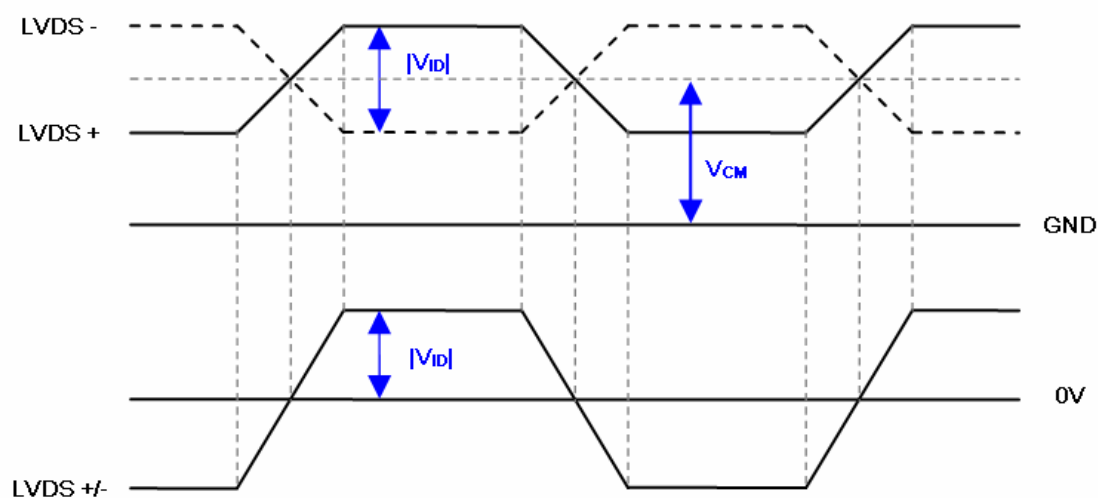 LVDS -
|VID|
LVDS +
VCM
GND
|VID|
0V
LVDS +/-